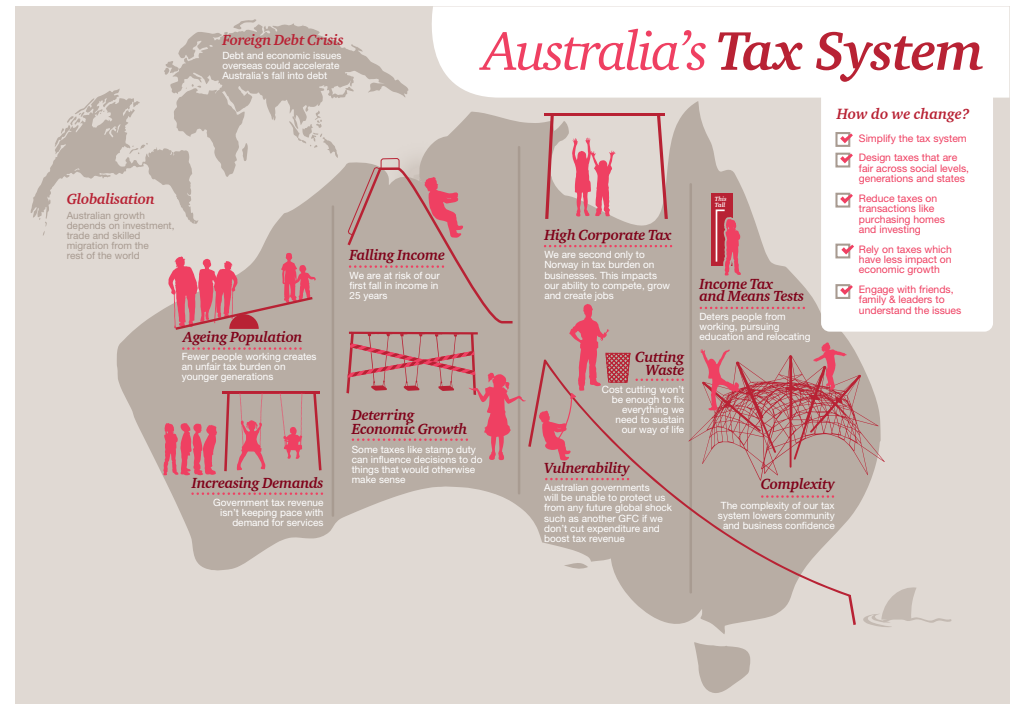 Australia's Tax System
Foreign Debt Crisis
Debt and economic issues
overseas could accelerate
Australia's fall into debt
Globalisation
Australian growth
depends on investment,
trade and skilled
migration from the
rest of the world
How do we change?
Simplify the tax system
Design taxes that are
fair across social levels,
generations and states
Reduce taxes on
transactions like
purchasing homes
and investing
Rely on taxes which
have less impact on
economic growth
Engage with friends,
family & leaders to
understand the issues
Ageing Population
Fewer people working creates
an unfair tax burden on
younger generations
Increasing Demands
Government tax revenue
isn't keeping pace with
demand for services
Falling Income
We are at risk of our
first fall in income in
25 years
Deterring
Economic Growth
Some taxes like stamp duty
can influence decisions to do
things that would otherwise
make sense
High Corporate Tax
We are second only to
Norway in tax burden on
businesses. This impacts
our ability to compete, grow
and create jobs
Cutting
Waste
Cost cutting won't
be enough to fix
everything we
need to sustain
our way of life
Vulnerability
Australian governments
will be unable to protect us
from any future global shock
such as another GFC if we
don't cut expenditure and
boost tax revenue
This
Tall
Income Tax
and Means Tests
Deters people from
working, pursuing
education and relocating
Complexity
The complexity of our tax
system lowers community
and business confidence